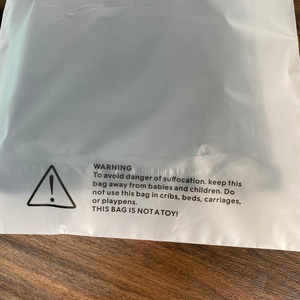 WARNING
To avoid danger of suffocation. keep this
bag away from babies and children. Do
not use this bag in cribs, beds, carriages,
or playpens.
THIS BAG IS NOT A TOY!